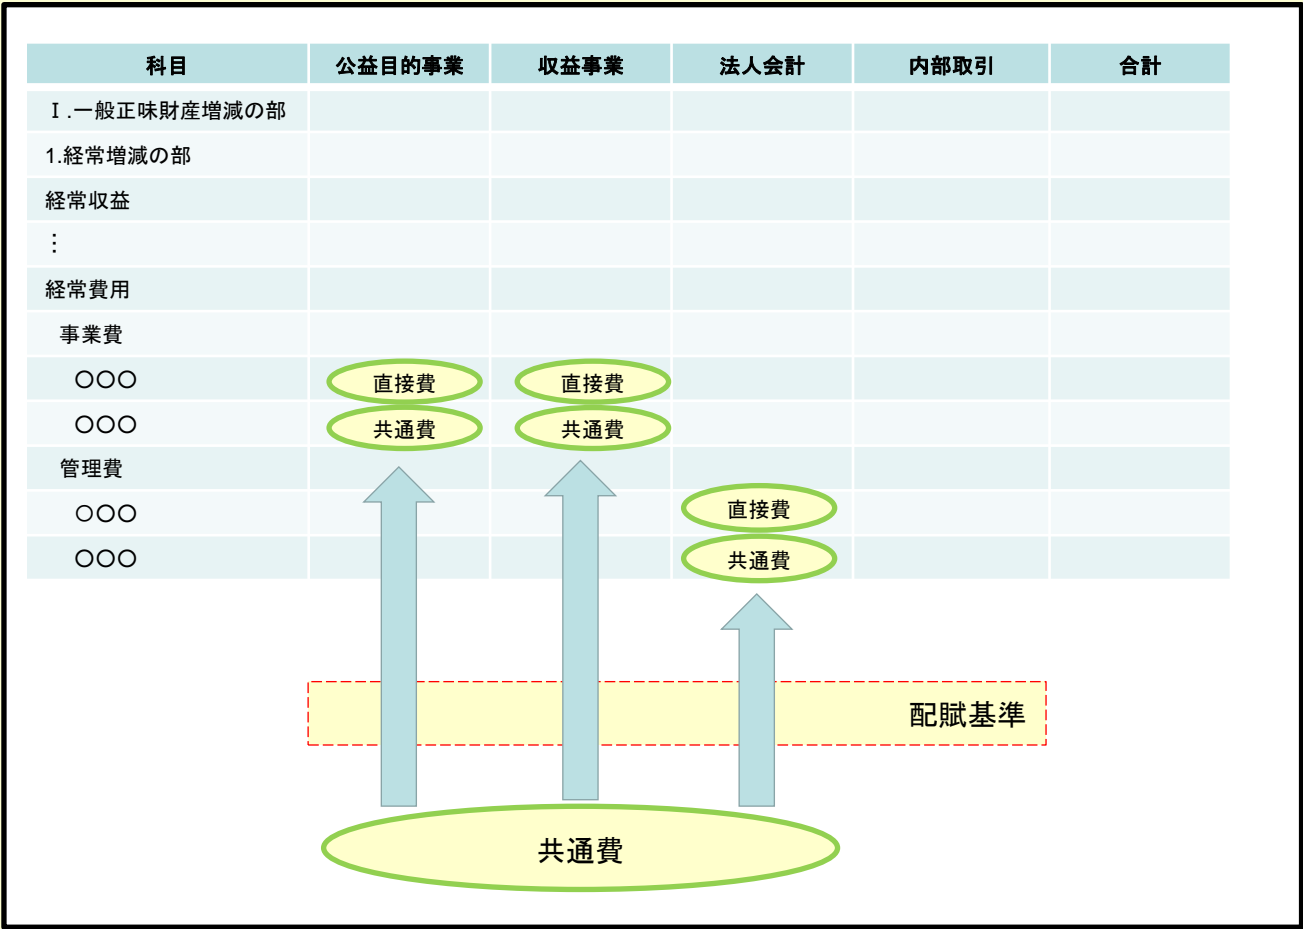 科目 公益目的事業 収益事業 法人会計 内部取引 合計
Ⅰ.一般正味財産増減の部
1.経常増減の部
経常収益
⋮
経常費用
事業費
〇〇〇 直接費 直接費
〇〇〇 共通費 共通費
管理費
〇〇〇 直接費
〇〇〇 共通費
配賦基準
共通費